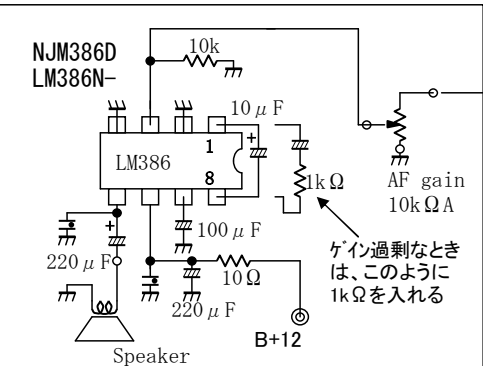 NJM386D
LM386N-
10k
10μF
1
LM386
8
1kΩ
AF gain
10kΩA
100μF
220μF
10Ω
ｹﾞｲﾝ過剰なとき
は、このように
1kΩを入れる
220μF
B+12
Speaker